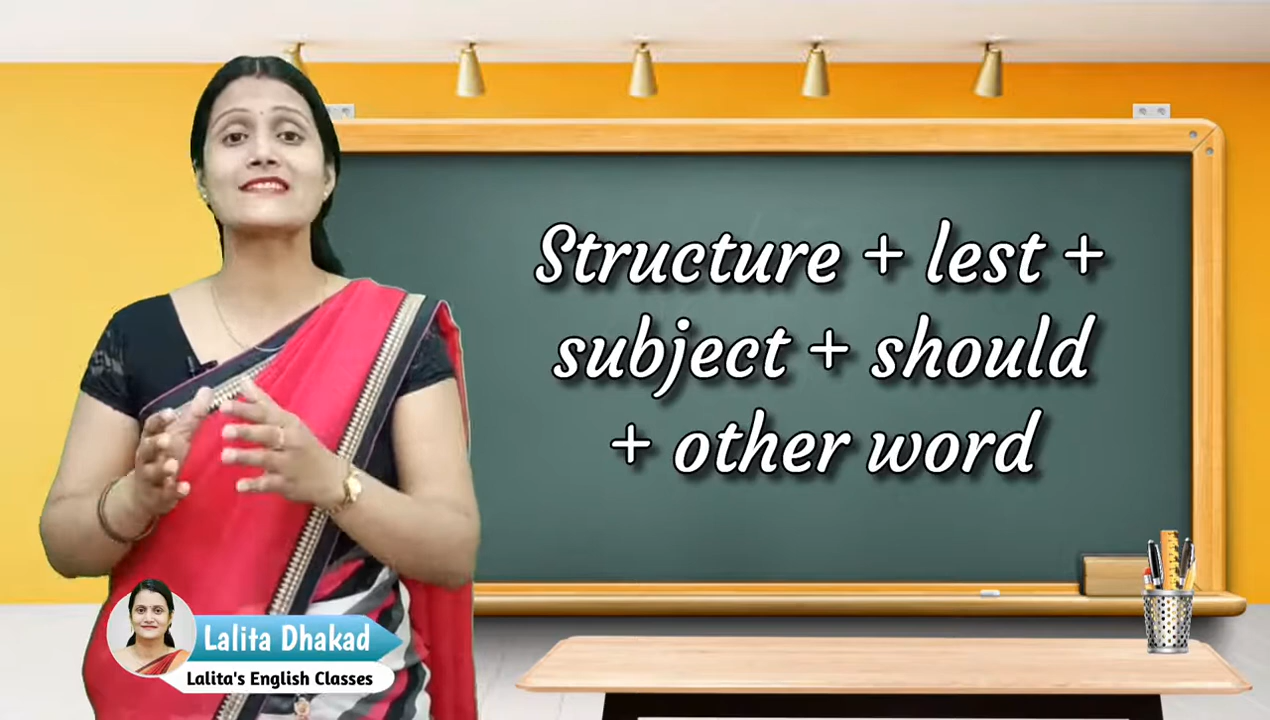 Structure + lest +
subject + should
+ other word
Lalita Dhakad
Lalita's English Classes